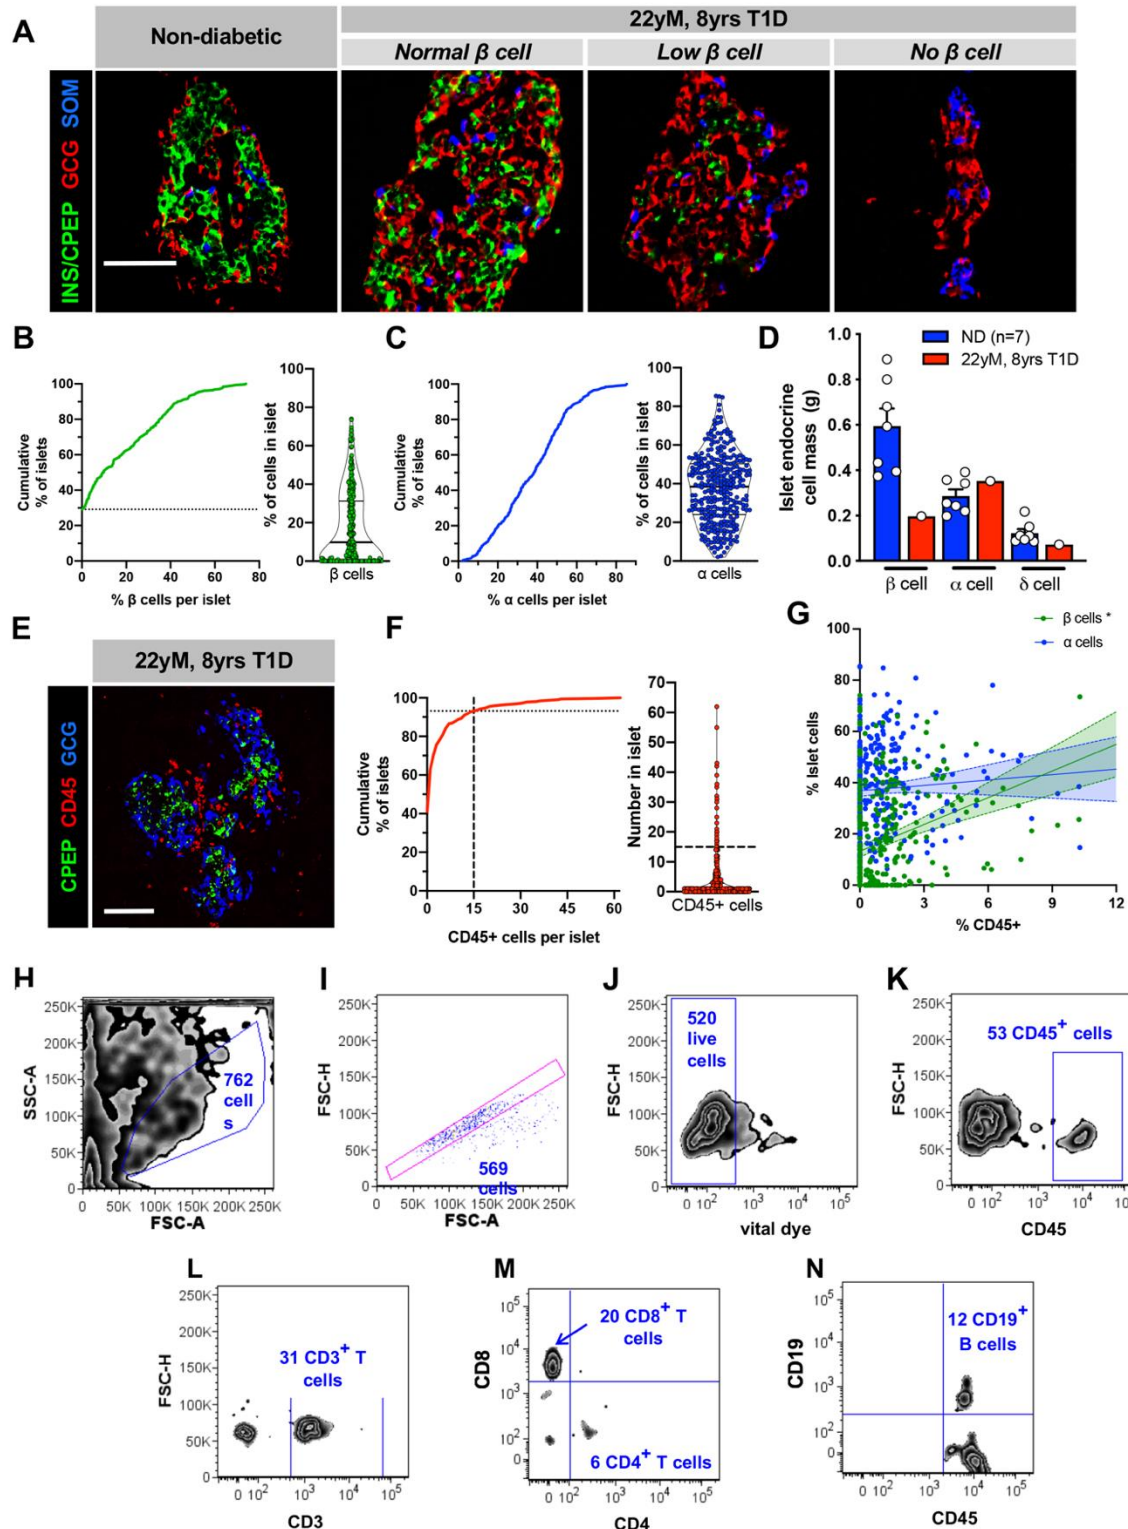 A
Non-diabetic
22yM, 8yrs T1D
Normal β cell
Low β cell
No β cell
INS/CPEP GCG SOM
B
Cumulative
% of islets
100
80
60
40
20
0
0 20 40 60 80
% β cells per islet
% of cells in islet
100
80
60
40
20
0
β cells
C
Cumulative
% of islets
100
80
60
40
20
0
0 20 40 60 80
% α cells per islet
% of cells in islet
100
80
60
40
20
0
α cells
D
Islet endocrine
cell mass (g)
1.0
0.8
0.6
0.4
0.2
0.0
ND (n=7)
22yM, 8yrs T1D
β cell α cell δ cell
E
22yM, 8yrs T1D
CPEP CD45 GCG
F
Cumulative
% of islets
100
80
60
40
20
0
0 15 30 45 60
CD45+ cells per islet
Number in islet
70
60
50
40
30
20
10
0
CD45+ cells
G
β cells *
α cells
% Islet cells
100
80
60
40
20
0
0 3 6 9 12
% CD45+
H
SSC-A
250K
200K
150K
100K
50K
0
762
cell
s
0 50K 100K 150K 200K 250K
FSC-A
I
FSC-H
250K
200K
150K
100K
50K
0
569
cells
0 50K 100K 150K 200K 250K
FSC-A
J
FSC-H
250K
200K
150K
100K
50K
0
520
live
cells
0 10² 10³ 10⁴ 10⁵
vital dye
K
FSC-H
250K
200K
150K
100K
50K
0
53 CD45⁺ cells
0 10² 10³ 10⁴
CD45
L
FSC-H
250K
200K
150K
100K
50K
0
31 CD3⁺ T
cells
0 10² 10³ 10⁴ 10⁵
CD3
M
CD8
10⁵
10⁴
10³
10²
0
20 CD8⁺ T
cells
6 CD4⁺ T cells
0 10² 10³ 10⁴ 10⁵
CD4
N
CD19
10⁵
10⁴
10³
10²
0
12 CD19⁺
B cells
0 10² 10³ 10⁴ 10⁵
CD45